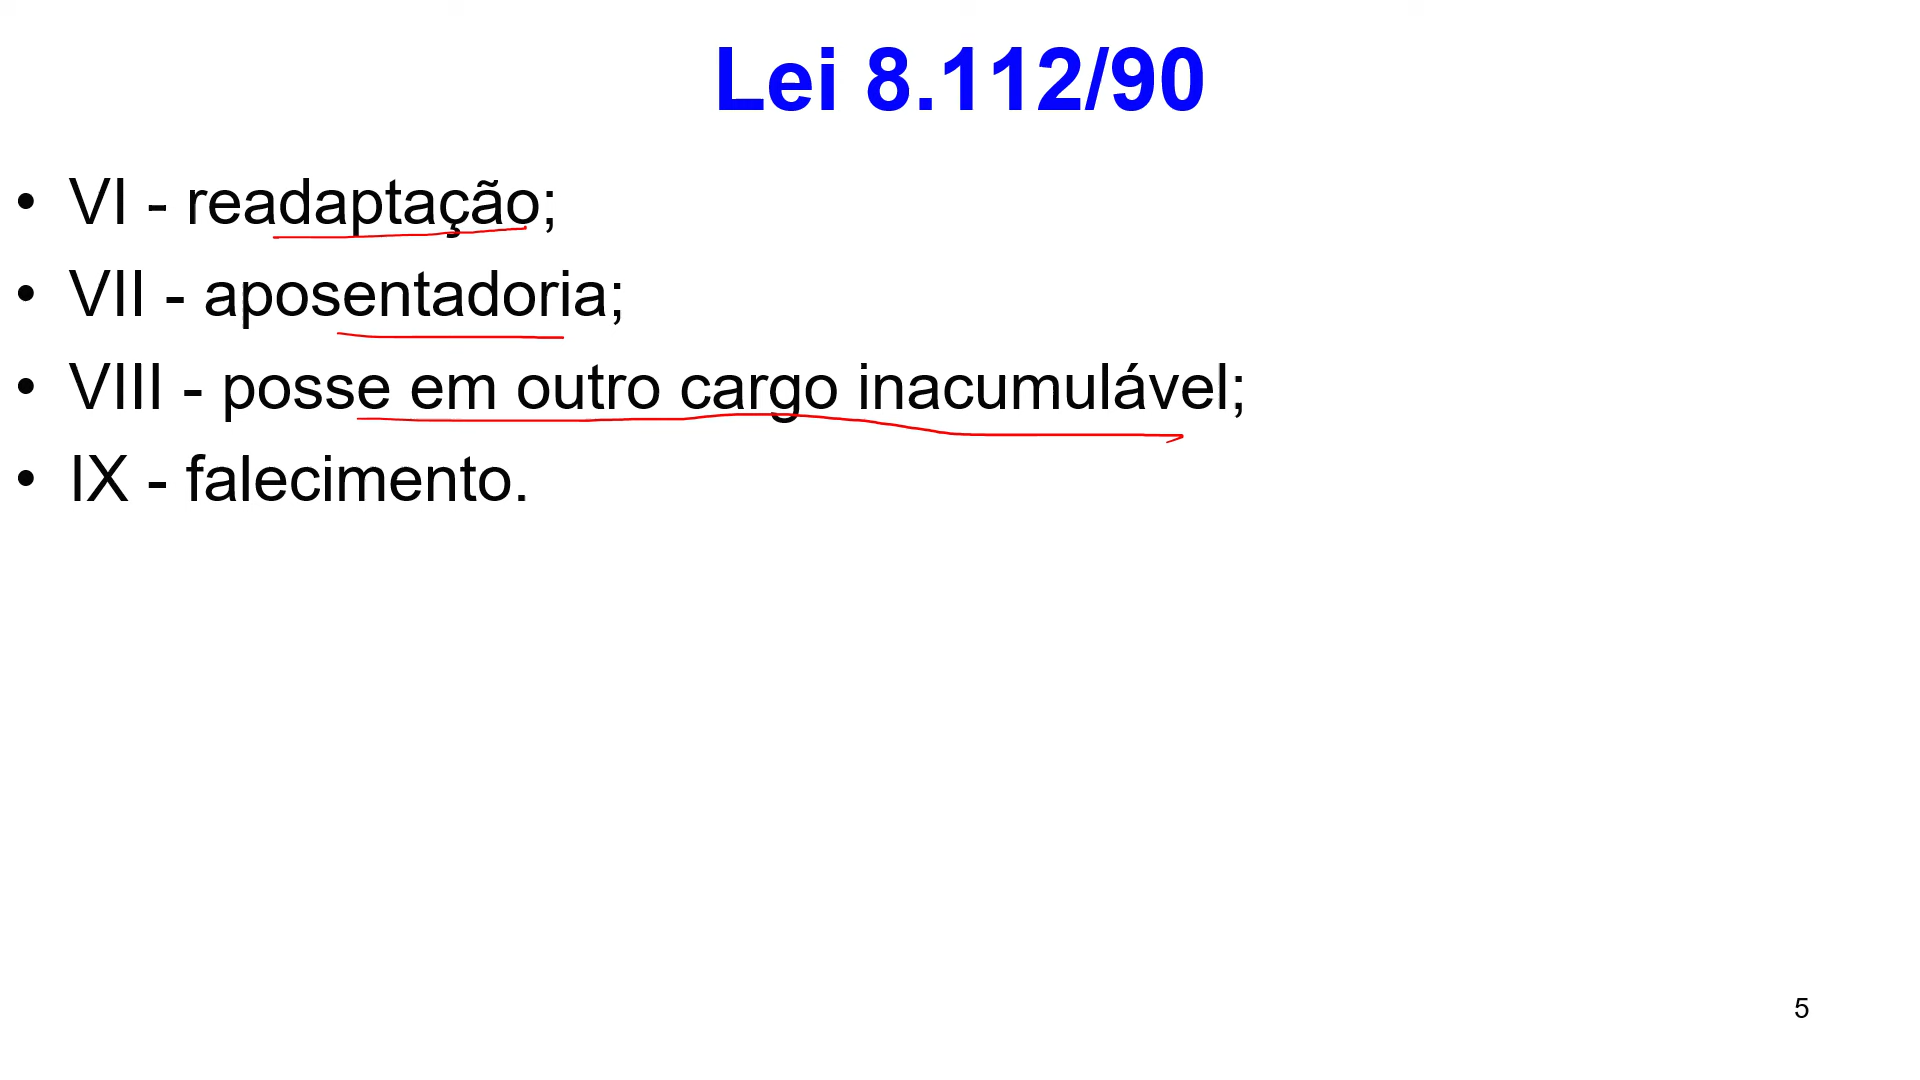 Lei 8.112/90
• VI - readaptação;
• VII - aposentadoria;
• VIII - posse em outro cargo inacumulável;
• IX - falecimento.
5